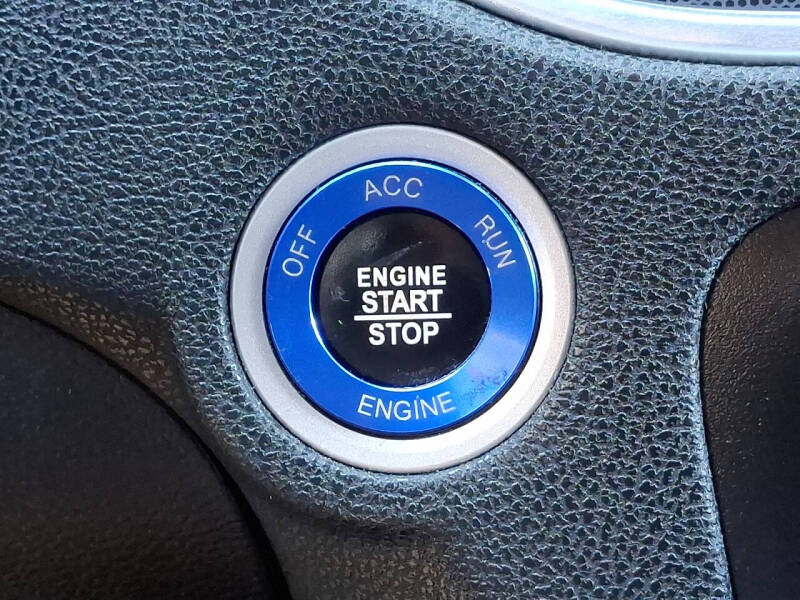 OFF
ACC
RUN
ENGINE
START
STOP
ENGINE